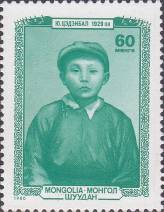 Ю. ЦЭДЭНБАЛ 1929 он
60
МӨНГӨ
MONGOLIA·МОНГОЛ
1980 ШУУДАН